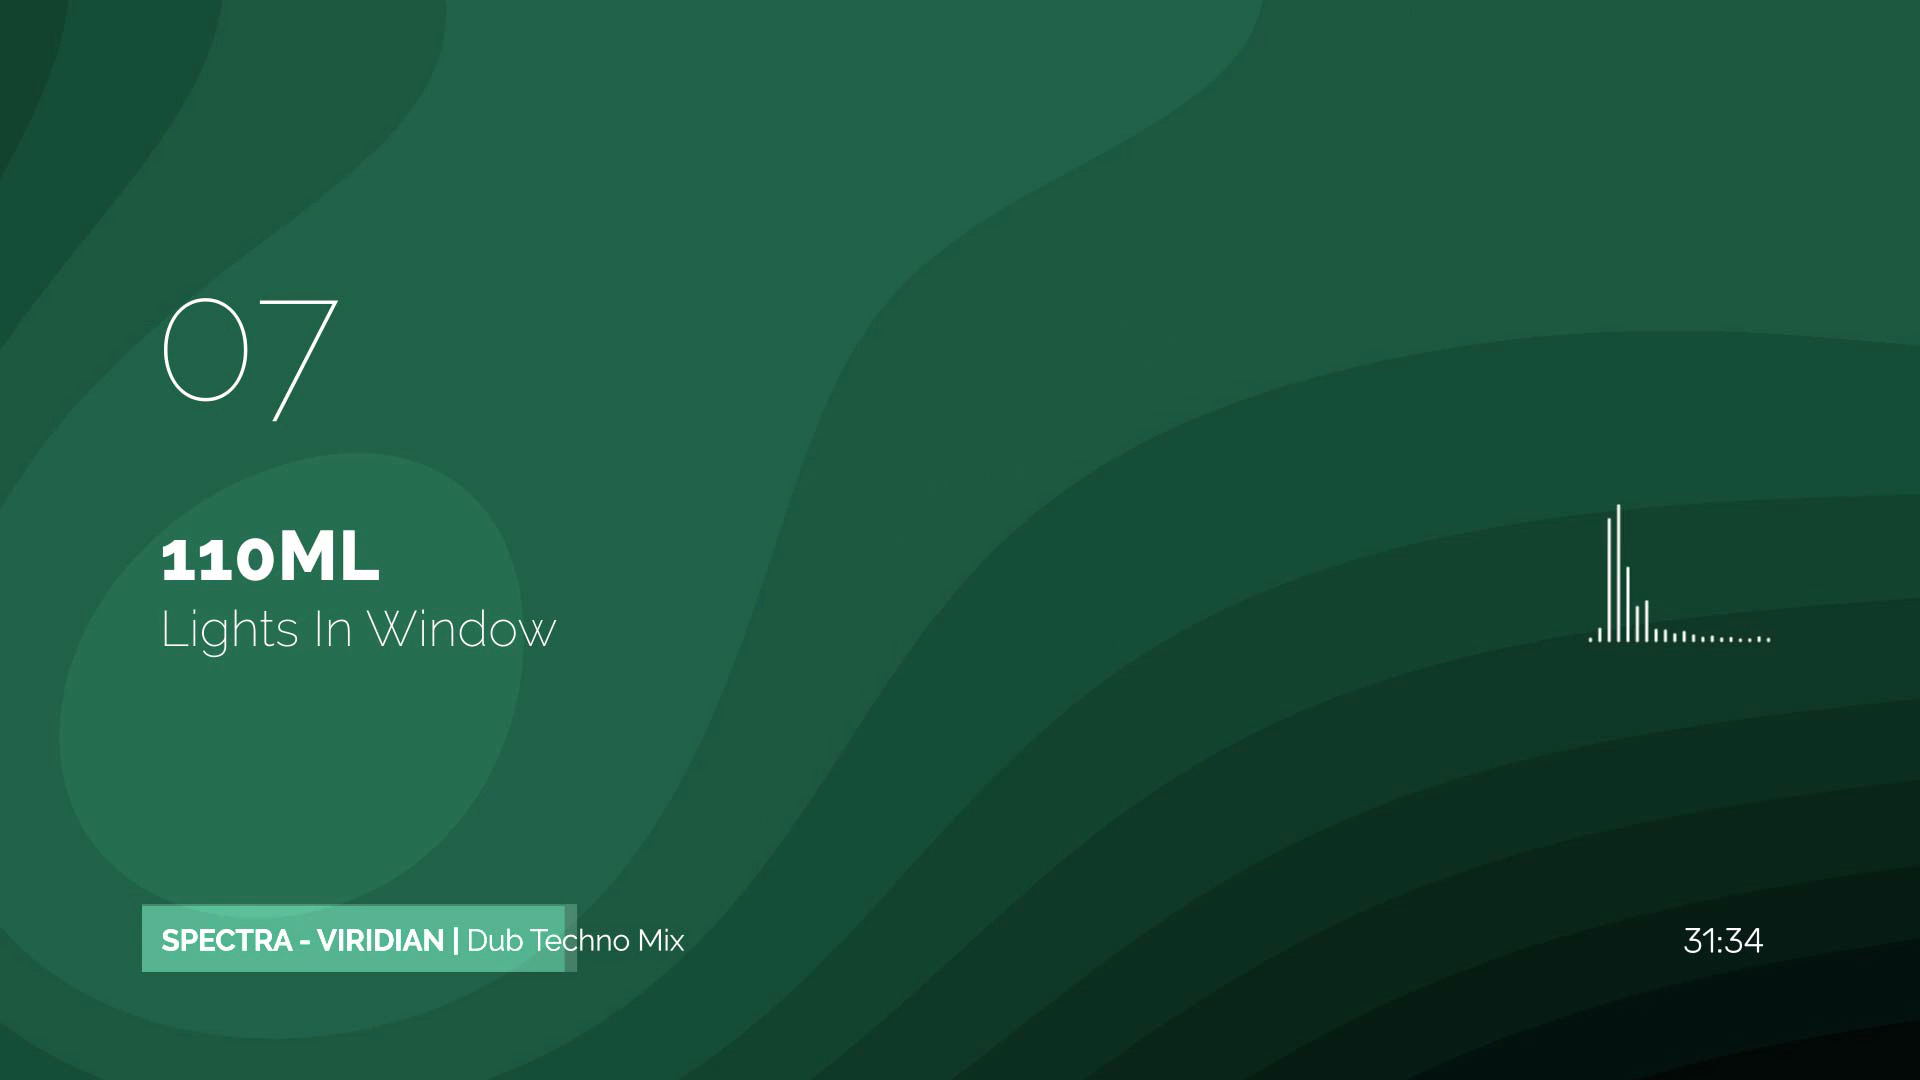 07
110ML
Lights In Window
SPECTRA - VIRIDIAN | Dub Techno Mix
31:34